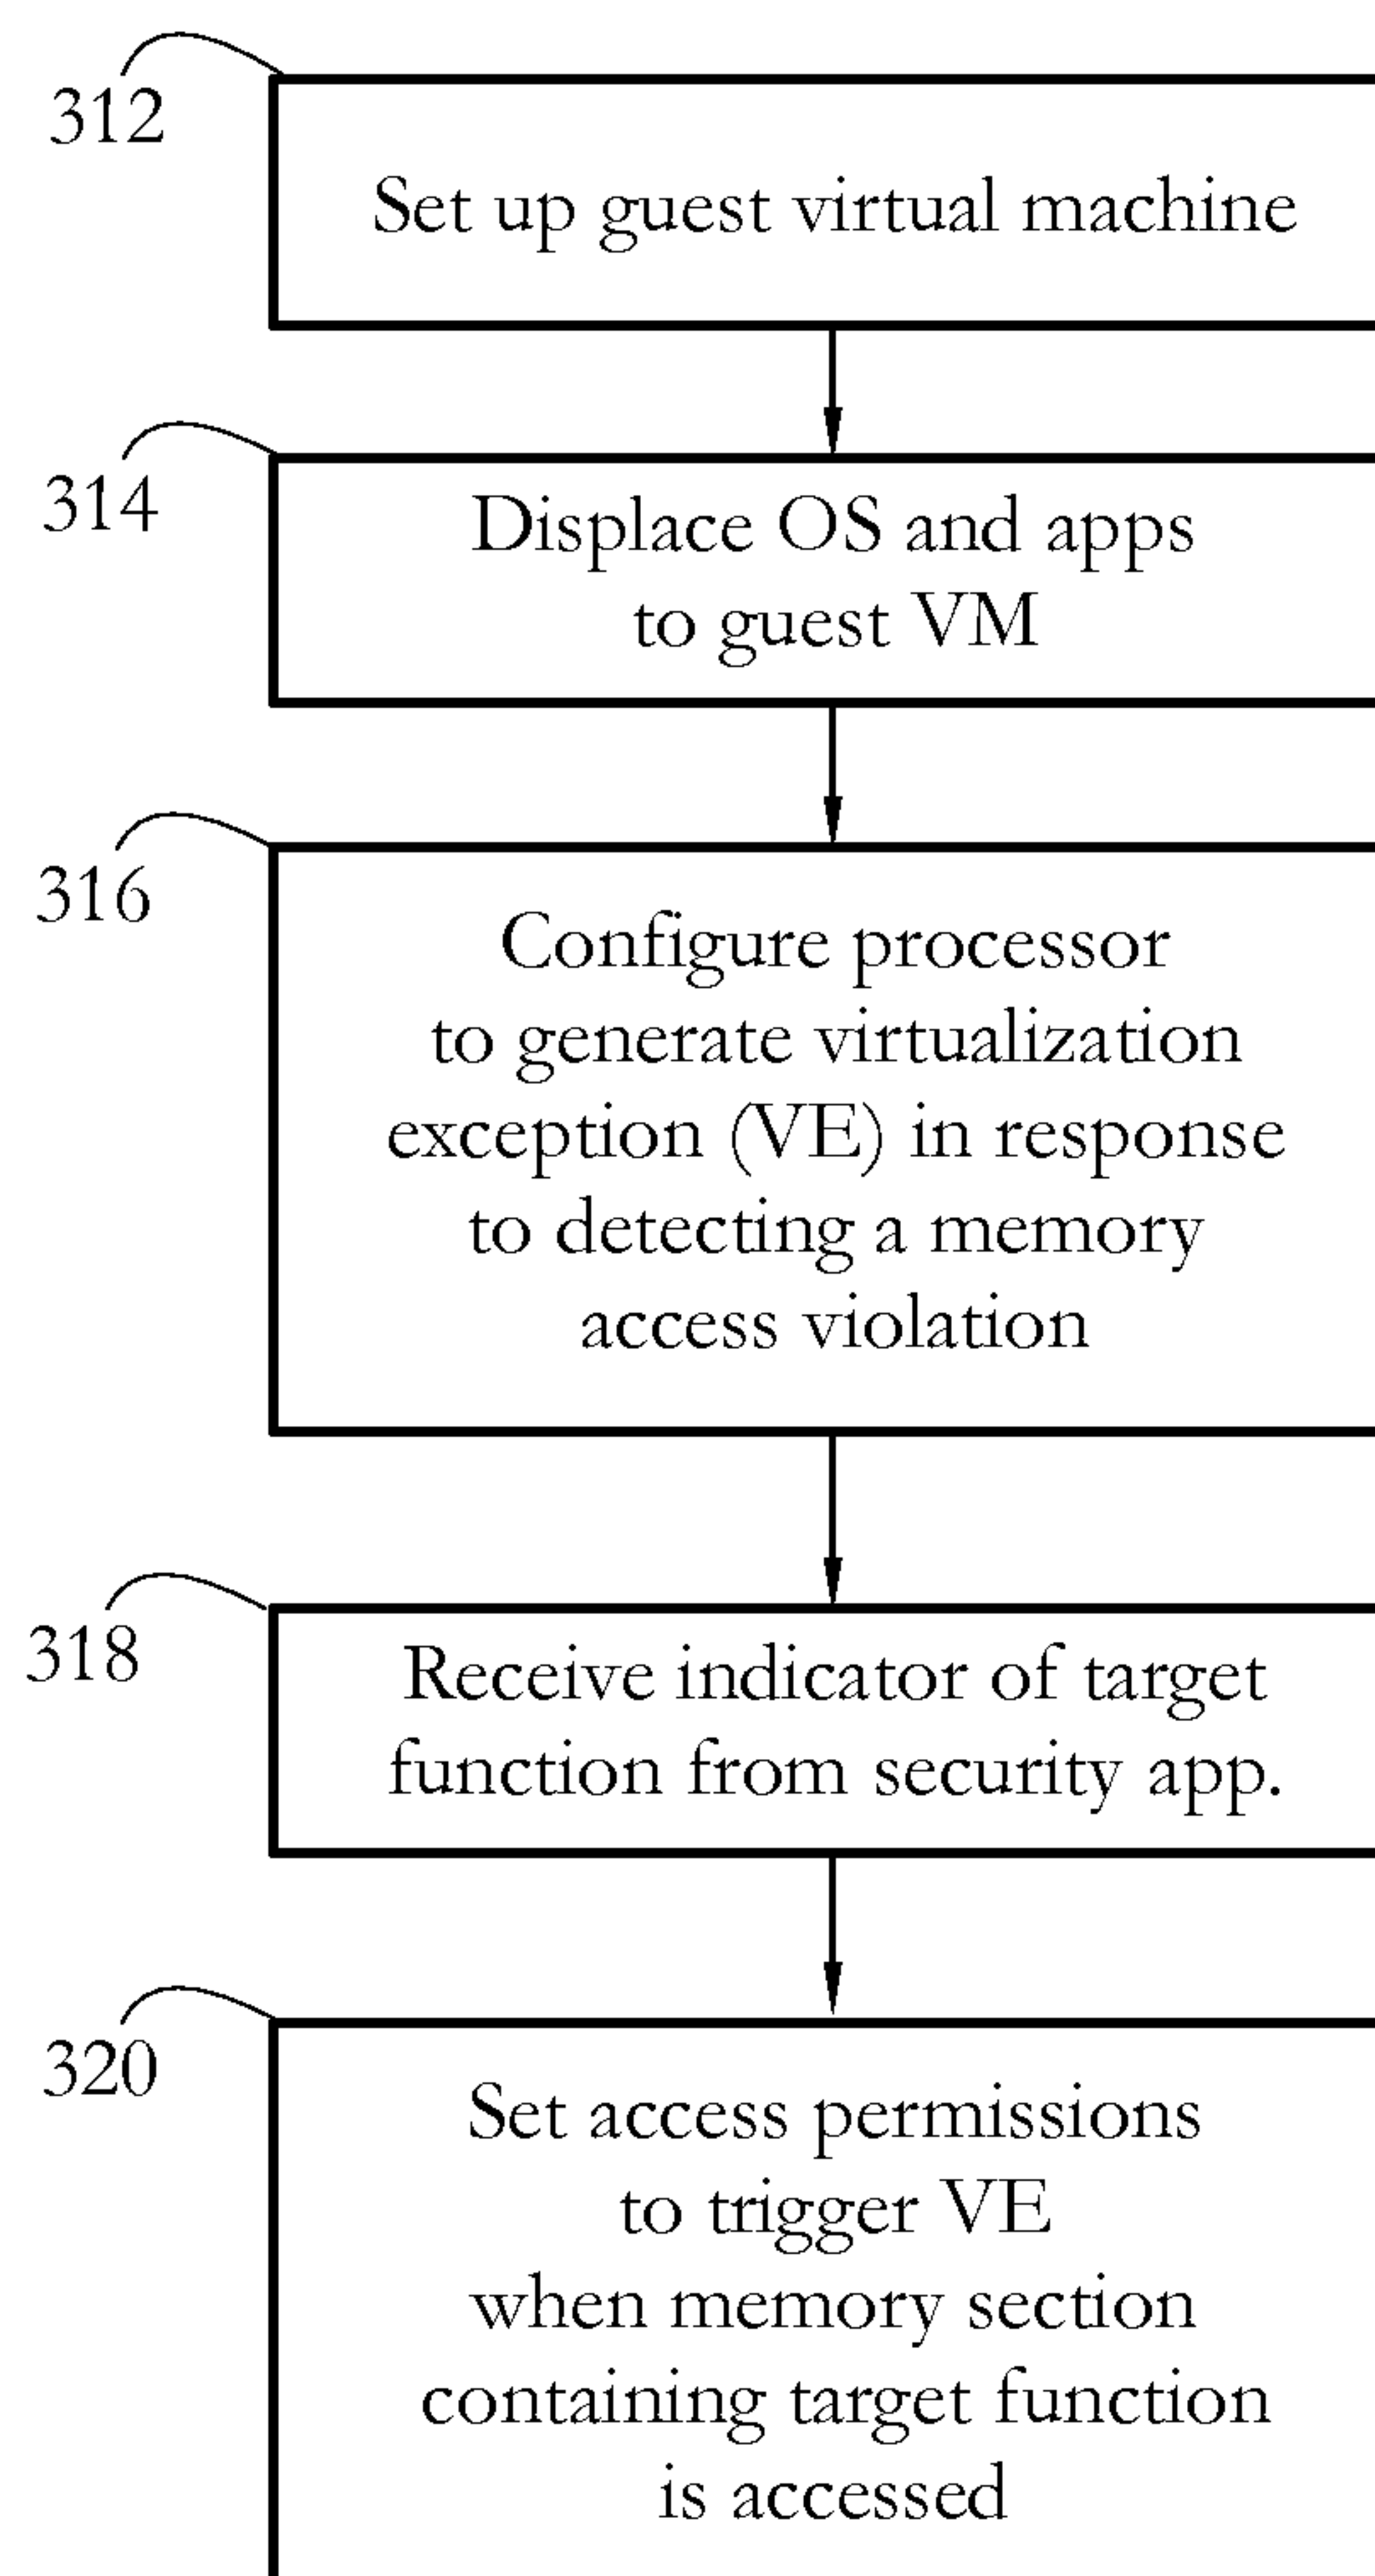 312
Set up guest virtual machine
314
Displace OS and apps
to guest VM
316
Configure processor
to generate virtualization
exception (VE) in response
to detecting a memory
access violation
318
Receive indicator of target
function from security app.
320
Set access permissions
to trigger VE
when memory section
containing target function
is accessed